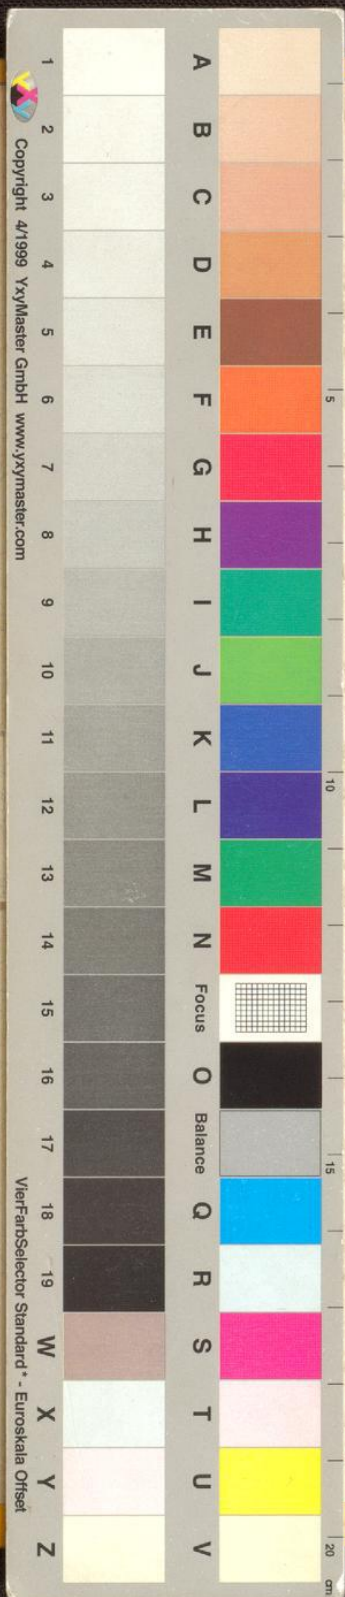 yxy
Copyright 4/1999 YxyMaster GmbH www.yxymaster.com
VierFarbSelector Standard* - Euroskala Offset
1
2
3
4
5
6
7
8
9
10
11
12
13
14
15
16
17
18
19
W
X
Y
Z
A
B
C
D
E
F
G
H
I
J
K
L
M
N
Focus
O
Balance
Q
R
S
T
U
V
5
10
15
20
cm